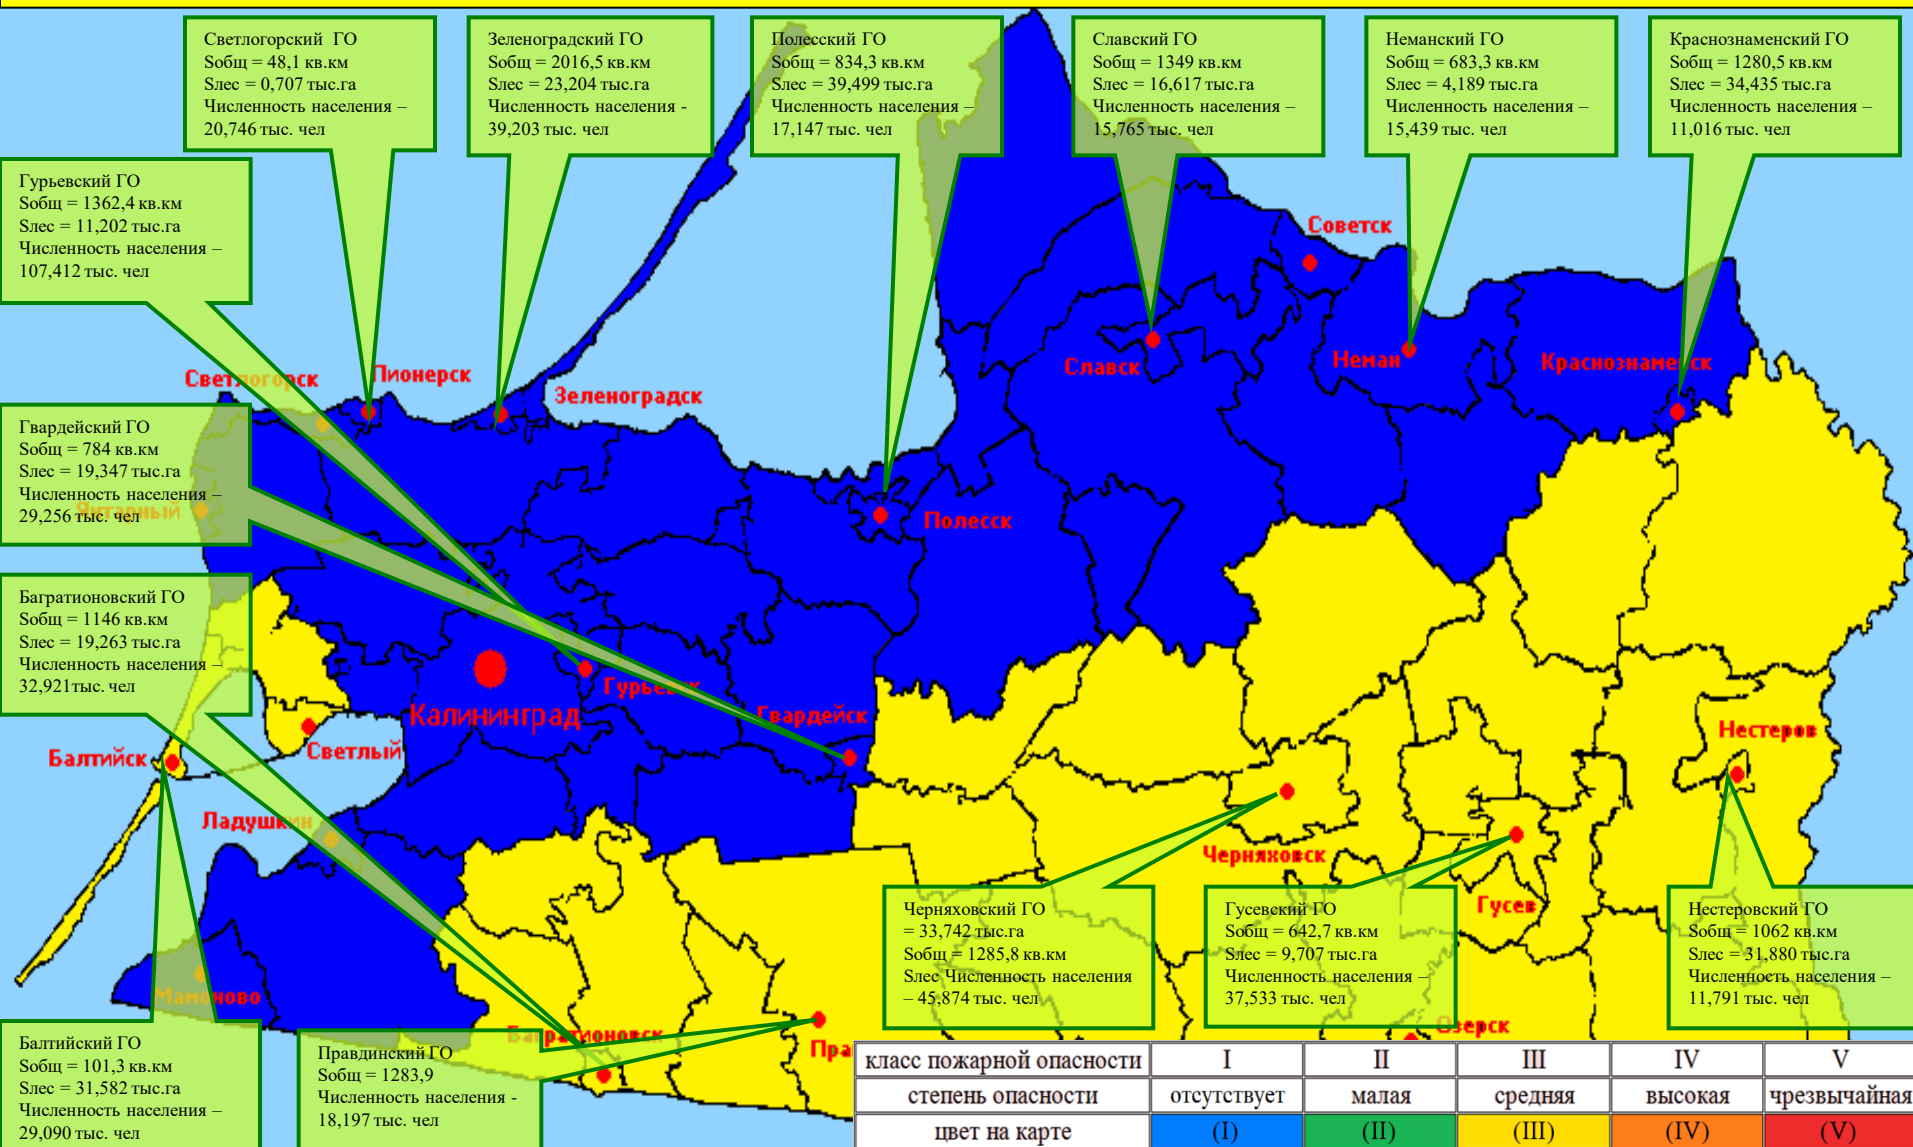 Светлогорский ГО
Sобщ = 48,1 кв.км
Sлес = 0,707 тыс.га
Численность населения –
20,746 тыс. чел
Зеленоградский ГО
Sобщ = 2016,5 кв.км
Sлес = 23,204 тыс.га
Численность населения -
39,203 тыс. чел
Полесский ГО
Sобщ = 834,3 кв.км
Sлес = 39,499 тыс.га
Численность населения –
17,147 тыс. чел
Славский ГО
Sобщ = 1349 кв.км
Sлес = 16,617 тыс.га
Численность населения –
15,765 тыс. чел
Неманский ГО
Sобщ = 683,3 кв.км
Sлес = 4,189 тыс.га
Численность населения –
15,439 тыс. чел
Краснознаменский ГО
Sобщ = 1280,5 кв.км
Sлес = 34,435 тыс.га
Численность населения –
11,016 тыс. чел
Гурьевский ГО
Sобщ = 1362,4 кв.км
Sлес = 11,202 тыс.га
Численность населения –
107,412 тыс. чел
Советск
Славск
Неман
Краснознаменск
Светлогорск
Пионерск
Зеленоградск
Гвардейский ГО
Sобщ = 784 кв.км
Sлес = 19,347 тыс.га
Численность населения –
29,256 тыс. чел
Янтарный
Полесск
Багратионовский ГО
Sобщ = 1146 кв.км
Sлес = 19,263 тыс.га
Численность населения –
32,921тыс. чел
Гурьевск
Калининград
Гвардейск
Нестеров
Балтийск
Светлый
Ладушкин
Черняховск
Гусев
Черняховский ГО
= 33,742 тыс.га
Sобщ = 1285,8 кв.км
Sлес Численность населения
– 45,874 тыс. чел
Гусевский ГО
Sобщ = 642,7 кв.км
Sлес = 9,707 тыс.га
Численность населения –
37,533 тыс. чел
Нестеровский ГО
Sобщ = 1062 кв.км
Sлес = 31,880 тыс.га
Численность населения –
11,791 тыс. чел
Мамоново
Багратионовск
Озерск
Пра
Балтийский ГО
Sобщ = 101,3 кв.км
Sлес = 31,582 тыс.га
Численность населения –
29,090 тыс. чел
Правдинский ГО
Sобщ = 1283,9
Численность населения -
18,197 тыс. чел
класс пожарной опасности I II III IV V
степень опасности отсутствует малая средняя высокая чрезвычайная
цвет на карте (I) (II) (III) (IV) (V)